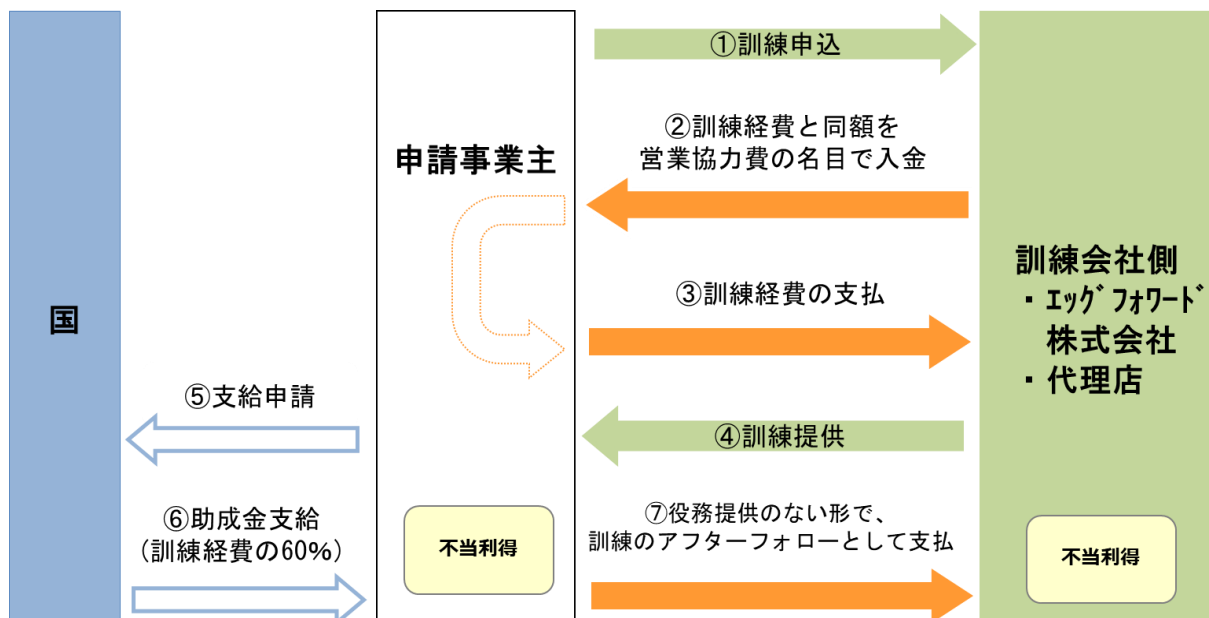 国
申請事業主
①訓練申込
②訓練経費と同額を
営業協力費の名目で入金
③訓練経費の支払
④訓練提供
⑤支給申請
⑥助成金支給
(訓練経費の60%)
⑦役務提供のない形で、
訓練のアフターフォローとして支払
不当利得
訓練会社側
・ｴｯｸﾞﾌｫﾜｰﾄﾞ
株式会社
・代理店
不当利得